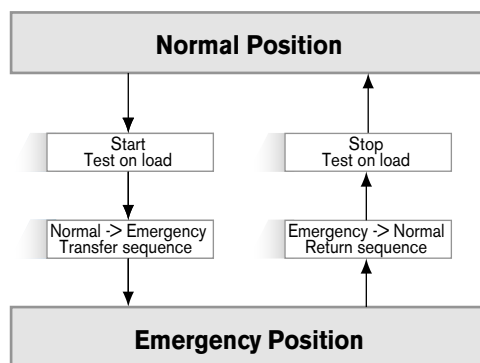 Normal Position
Start
Test on load
Stop
Test on load
Normal -> Emergency
Transfer sequence
Emergency -> Normal
Return sequence
Emergency Position